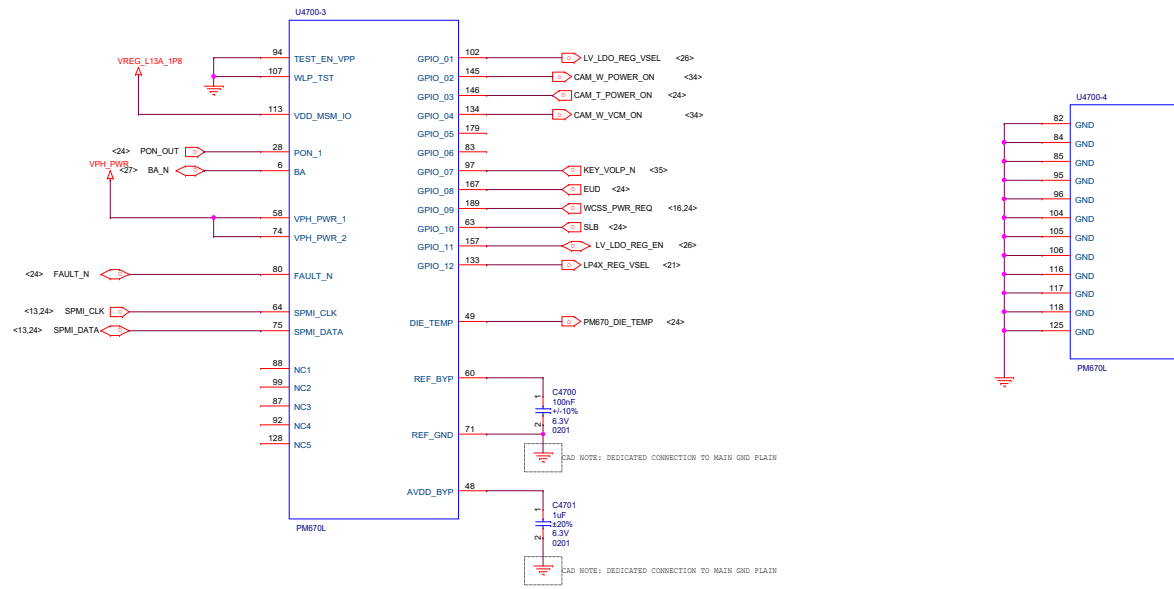 U4700-3
VREG_L13A_1P8
94 TEST_EN_VPP
107 WLP_TST
113 VDD_MSM_IO
<24> PON_OUT 28 PON_1
VPH_PWR
<27> BA_N 6 BA
58 VPH_PWR_1
74 VPH_PWR_2
<24> FAULT_N 80 FAULT_N
<13,24> SPMI_CLK 64 SPMI_CLK
<13,24> SPMI_DATA 75 SPMI_DATA
88 NC1
99 NC2
87 NC3
92 NC4
128 NC5
PM670L
GPIO_01 102 LV_LDO_REG_VSEL <26>
GPIO_02 145 CAM_W_POWER_ON <34>
GPIO_03 146 CAM_T_POWER_ON <24>
GPIO_04 134 CAM_W_VCM_ON <34>
GPIO_05 179
GPIO_06 83
GPIO_07 97 KEY_VOLP_N <35>
GPIO_08 167 EUD <24>
GPIO_09 189 WCSS_PWR_REQ <16,24>
GPIO_10 63 SLB <24>
GPIO_11 157 LV_LDO_REG_EN <26>
GPIO_12 133 LP4X_REG_VSEL <21>
DIE_TEMP 49 PM670_DIE_TEMP <24>
REF_BYP 60
1
2
C4700
100nF
+/-10%
6.3V
0201
REF_GND 71
CAD NOTE: DEDICATED CONNECTION TO MAIN GND PLAIN
AVDD_BYP 48
1
2
C4701
1uF
±20%
6.3V
0201
CAD NOTE: DEDICATED CONNECTION TO MAIN GND PLAIN
U4700-4
82 GND
84 GND
85 GND
95 GND
96 GND
104 GND
105 GND
106 GND
116 GND
117 GND
118 GND
125 GND
PM670L